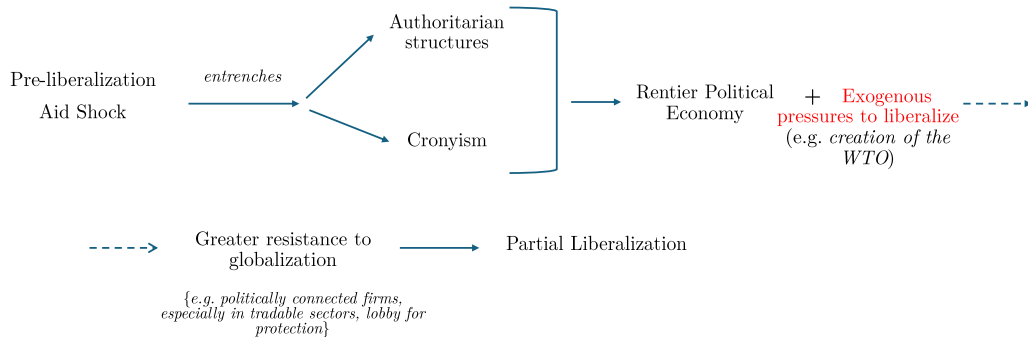 Authoritarian
structures
Pre-liberalization
Aid Shock
entrenches
Cronyism
Rentier Political
Economy
+
Exogenous
pressures to liberalize
(e.g. creation of the
WTO)
Greater resistance to
globalization
Partial Liberalization
{e.g. politically connected firms,
especially in tradable sectors, lobby for
protection}